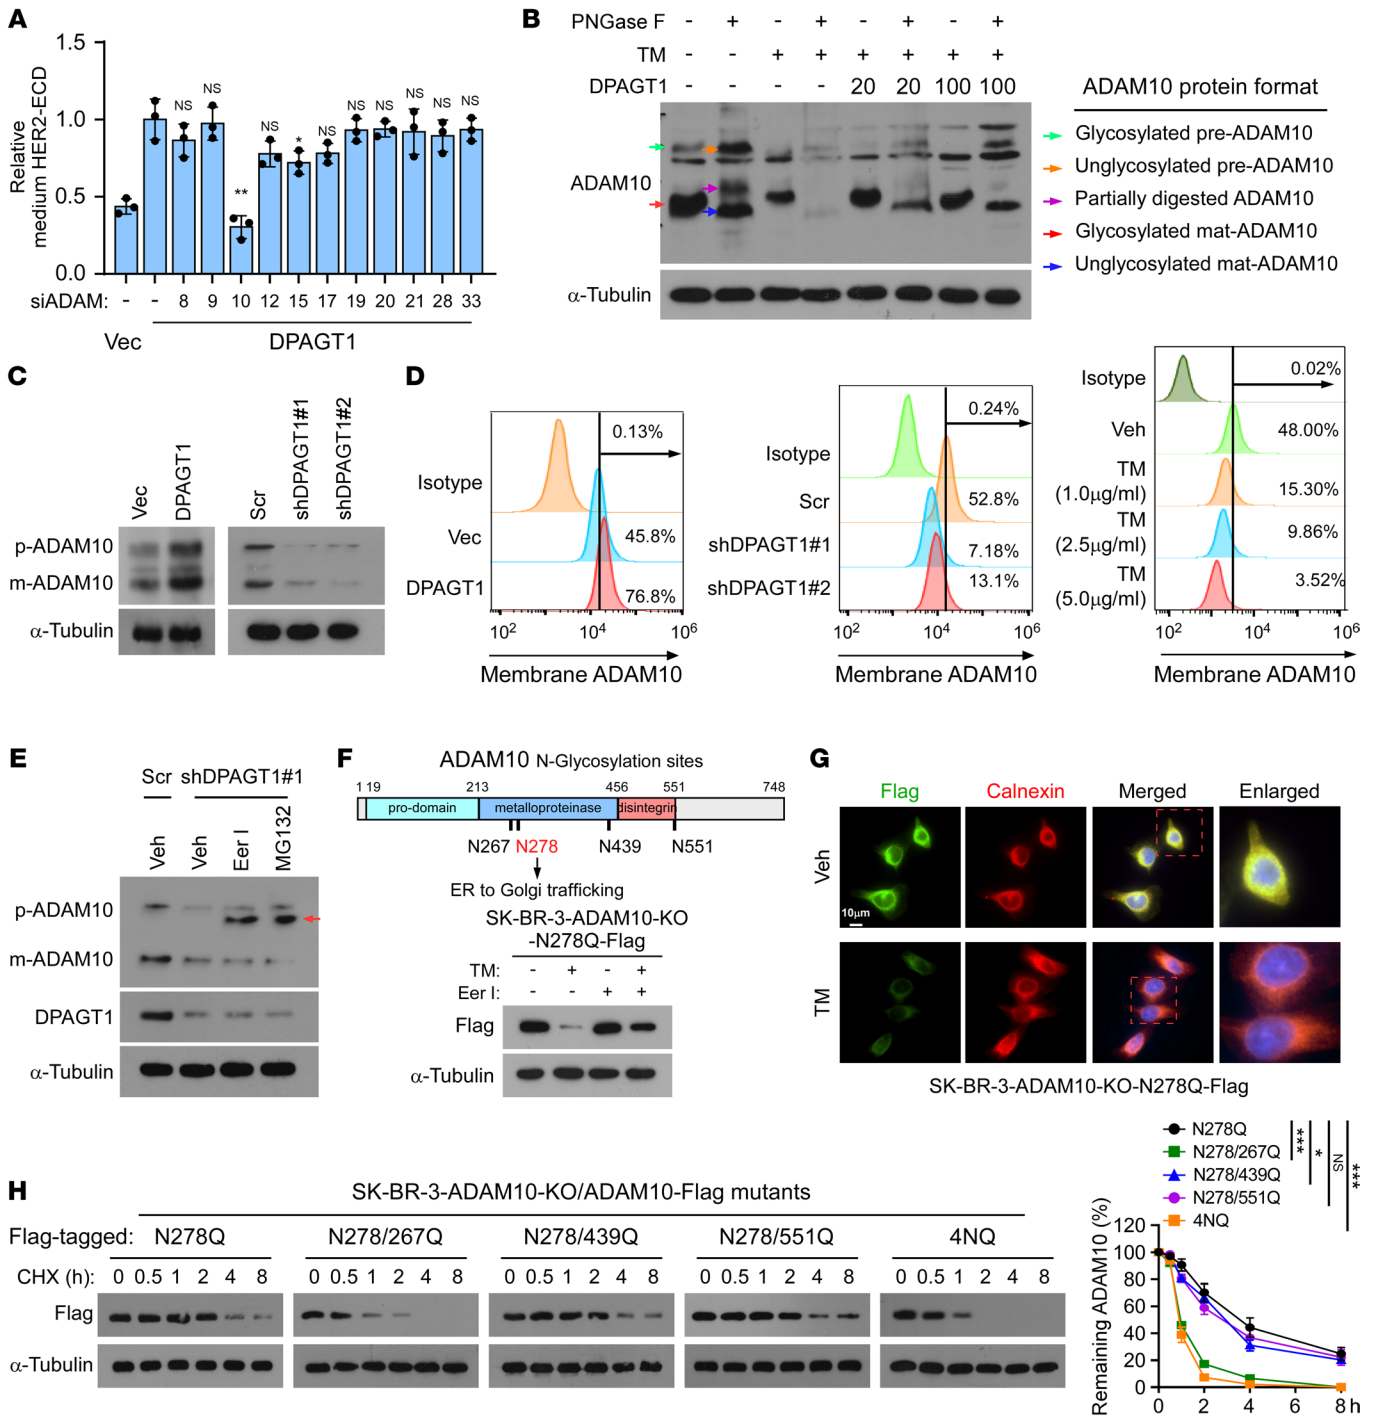 A
Relative
medium HER2-ECD
1.5
1.0
0.5
0.0
NS
NS
**
NS
*
NS
NS
NS
NS
NS
NS
siADAM: - - 8 9 10 12 15 17 19 20 21 28 33
Vec DPAGT1
B
PNGase F - + - + - + - +
TM - - + + + + + +
DPAGT1 - - - - 20 20 100 100
ADAM10
α-Tubulin
ADAM10 protein format
Glycosylated pre-ADAM10
Unglycosylated pre-ADAM10
Partially digested ADAM10
Glycosylated mat-ADAM10
Unglycosylated mat-ADAM10
C
Vec
DPAGT1
Scr
shDPAGT1#1
shDPAGT1#2
p-ADAM10
m-ADAM10
α-Tubulin
D
0.13%
Isotype
Vec 45.8%
DPAGT1 76.8%
10² 10⁴ 10⁶
Membrane ADAM10
0.24%
Isotype
Scr 52.8%
shDPAGT1#1 7.18%
shDPAGT1#2 13.1%
10² 10⁴ 10⁶
Membrane ADAM10
Isotype 0.02%
Veh 48.00%
TM
(1.0μg/ml) 15.30%
TM
(2.5μg/ml) 9.86%
TM
(5.0μg/ml) 3.52%
10² 10⁴ 10⁶
Membrane ADAM10
E
Scr shDPAGT1#1
Veh
Veh
Eer I
MG132
p-ADAM10
m-ADAM10
DPAGT1
α-Tubulin
F
ADAM10 N-Glycosylation sites
1 19 213 456 551 748
pro-domain metalloproteinase disintegrin
N267 N278 N439 N551
ER to Golgi trafficking
SK-BR-3-ADAM10-KO
-N278Q-Flag
TM: - + - +
Eer I: - - + +
Flag
α-Tubulin
G
Flag Calnexin Merged Enlarged
Veh
10μm
TM
SK-BR-3-ADAM10-KO-N278Q-Flag
H
SK-BR-3-ADAM10-KO/ADAM10-Flag mutants
Flag-tagged: N278Q N278/267Q N278/439Q N278/551Q 4NQ
CHX (h): 0 0.5 1 2 4 8 0 0.5 1 2 4 8 0 0.5 1 2 4 8 0 0.5 1 2 4 8 0 0.5 1 2 4 8
Flag
α-Tubulin
N278Q
N278/267Q
N278/439Q
N278/551Q
4NQ
***
*
NS
***
Remaining ADAM10 (%)
120
100
80
60
40
20
0
0 2 4 6 8 h